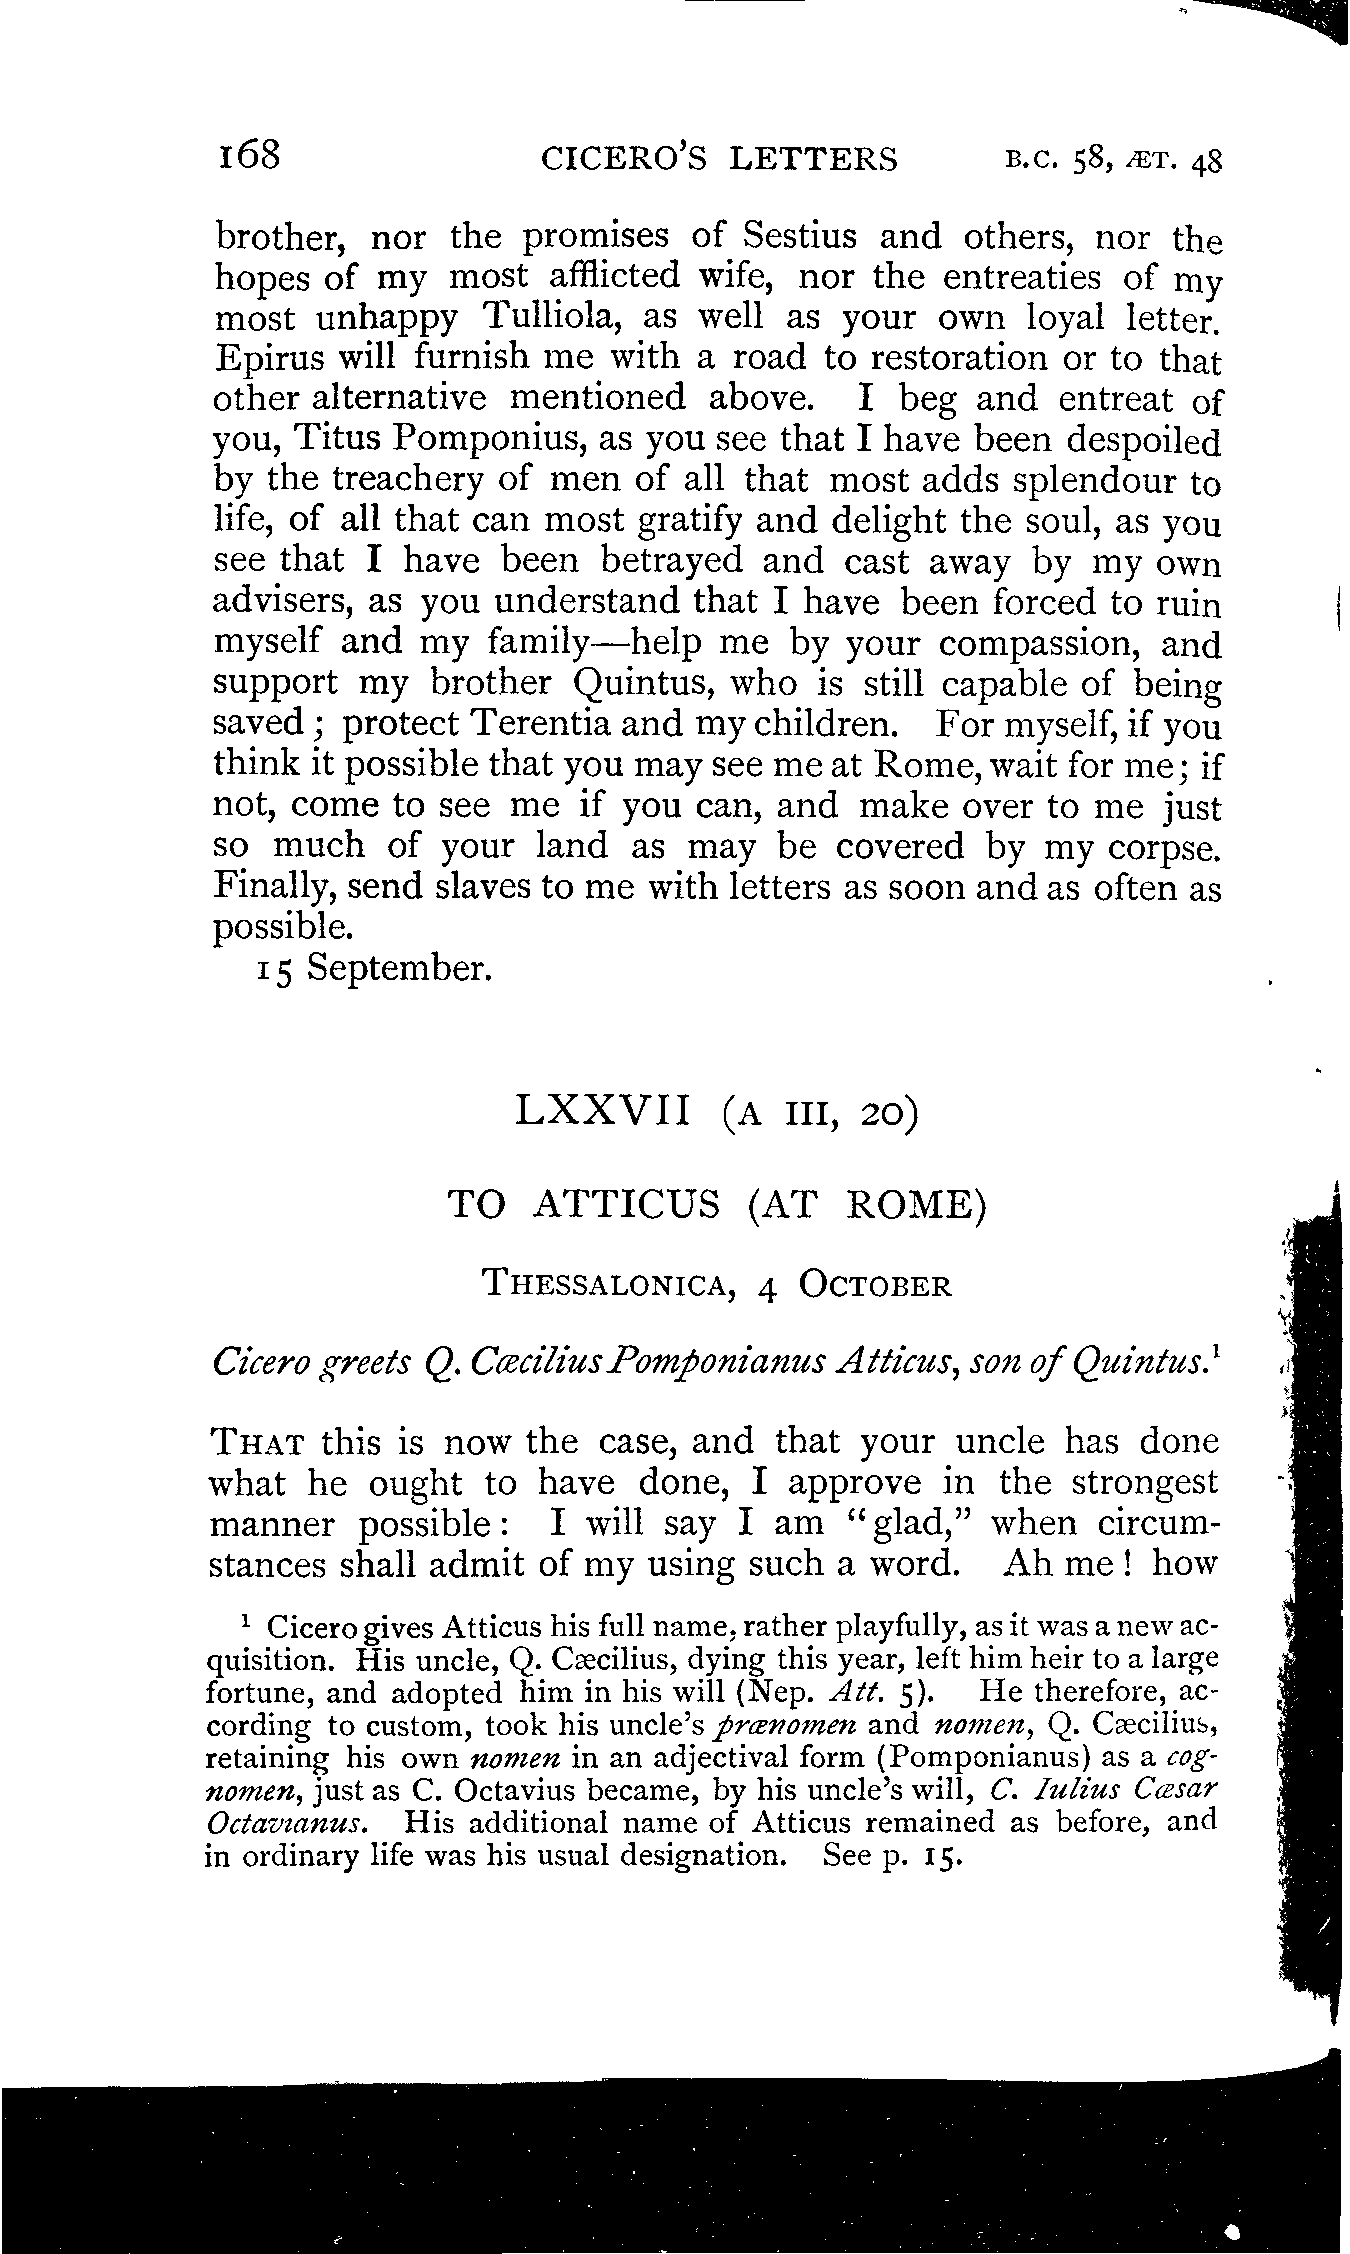 168 CICERO'S LETTERS B.C. 58, ÆT. 48
brother, nor the promises of Sestius and others, nor the
hopes of my most afflicted wife, nor the entreaties of my
most unhappy Tulliola, as well as your own loyal letter.
Epirus will furnish me with a road to restoration or to that
other alternative mentioned above. I beg and entreat of
you, Titus Pomponius, as you see that I have been despoiled
by the treachery of men of all that most adds splendour to
life, of all that can most gratify and delight the soul, as you
see that I have been betrayed and cast away by my own
advisers, as you understand that I have been forced to ruin
myself and my family—help me by your compassion, and
support my brother Quintus, who is still capable of being
saved; protect Terentia and my children. For myself, if you
think it possible that you may see me at Rome, wait for me; if
not, come to see me if you can, and make over to me just
so much of your land as may be covered by my corpse.
Finally, send slaves to me with letters as soon and as often as
possible.
15 September.
LXXVII (A III, 20)
TO ATTICUS (AT ROME)
THESSALONICA, 4 OCTOBER
Cicero greets Q. Cæcilius Pomponianus Atticus, son of Quintus.¹
THAT this is now the case, and that your uncle has done
what he ought to have done, I approve in the strongest
manner possible: I will say I am "glad," when circum-
stances shall admit of my using such a word. Ah me! how
¹ Cicero gives Atticus his full name, rather playfully, as it was a new ac-
quisition. His uncle, Q. Cæcilius, dying this year, left him heir to a large
fortune, and adopted him in his will (Nep. Att. 5). He therefore, ac-
cording to custom, took his uncle's prænomen and nomen, Q. Cæcilius,
retaining his own nomen in an adjectival form (Pomponianus) as a cog-
nomen, just as C. Octavius became, by his uncle's will, C. Iulius Cæsar
Octavianus. His additional name of Atticus remained as before, and
in ordinary life was his usual designation. See p. 15.